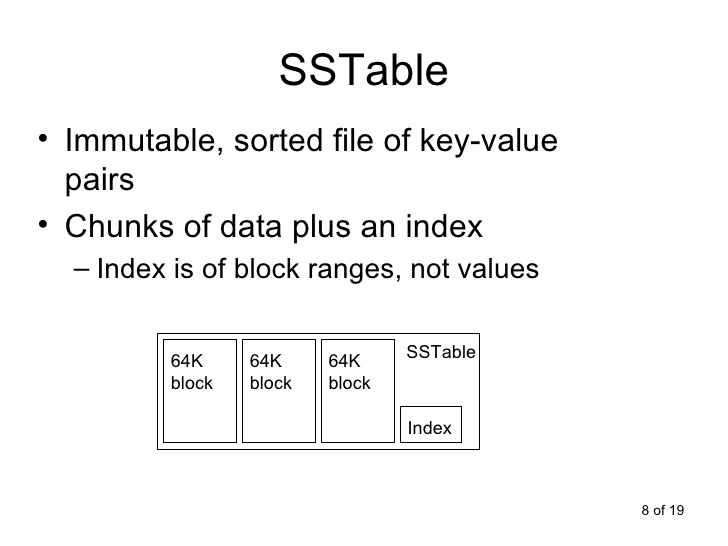 SSTable
• Immutable, sorted file of key-value
pairs
• Chunks of data plus an index
– Index is of block ranges, not values
64K
block
64K
block
64K
block
SSTable
Index
8 of 19